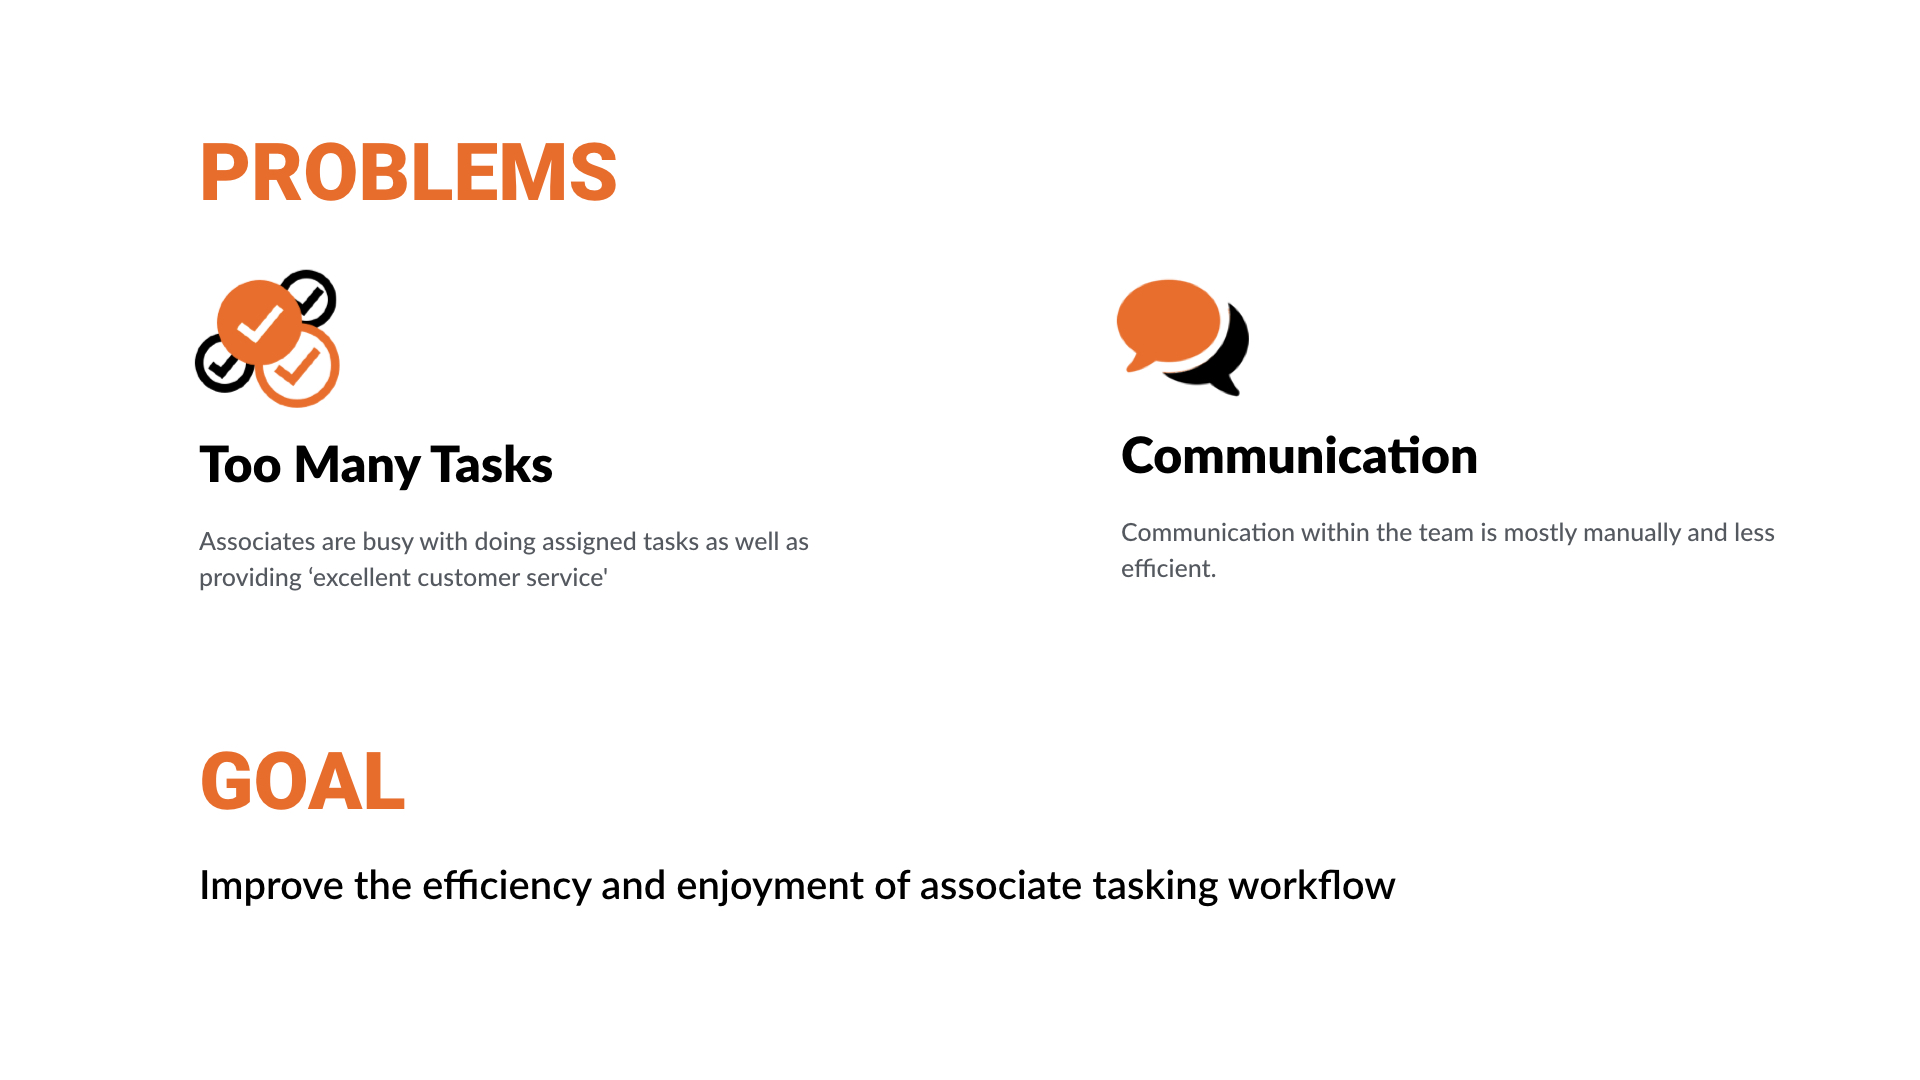 PROBLEMS
Too Many Tasks
Associates are busy with doing assigned tasks as well as
providing ‘excellent customer service'
Communication
Communication within the team is mostly manually and less
efficient.
GOAL
Improve the efficiency and enjoyment of associate tasking workflow